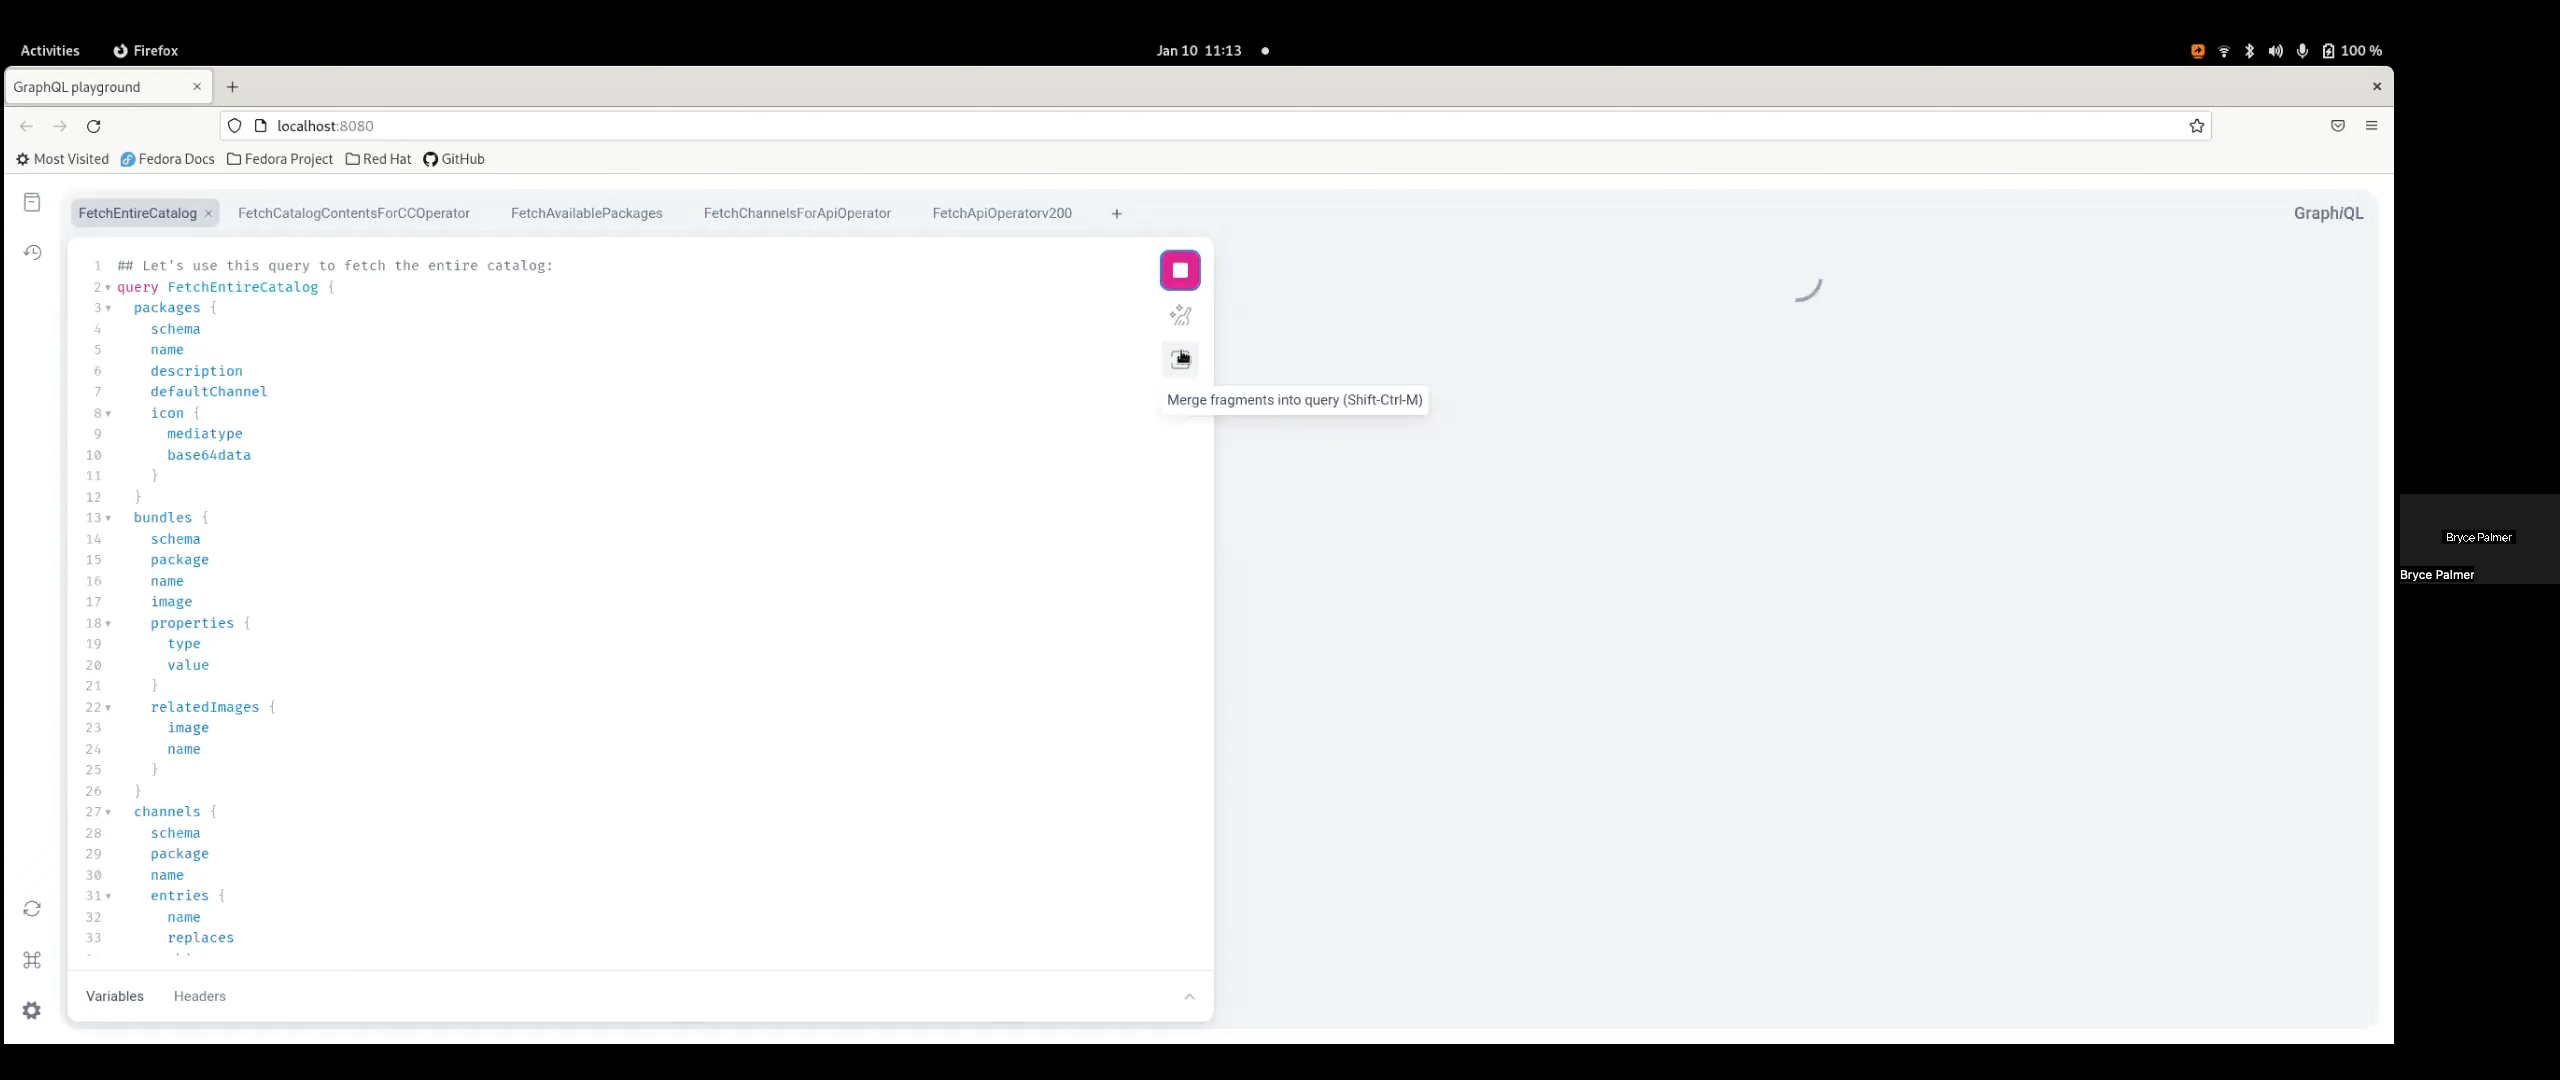 Activities Firefox Jan 10 11:13 100 %
GraphQL playground
localhost:8080
Most Visited Fedora Docs Fedora Project Red Hat GitHub
FetchEntireCatalog FetchCatalogContentsForCCOperator FetchAvailablePackages FetchChannelsForApiOperator FetchApiOperatorv200 + GraphiQL
1 ## Let's use this query to fetch the entire catalog:
2 query FetchEntireCatalog {
3 packages {
4 schema
5 name
6 description
7 defaultChannel
8 icon {
9 mediatype
10 base64data
11 }
12 }
13 bundles {
14 schema
15 package
16 name
17 image
18 properties {
19 type
20 value
21 }
22 relatedImages {
23 image
24 name
25 }
26 }
27 channels {
28 schema
29 package
30 name
31 entries {
32 name
33 replaces
Merge fragments into query (Shift-Ctrl-M)
Variables Headers
Bryce Palmer
Bryce Palmer